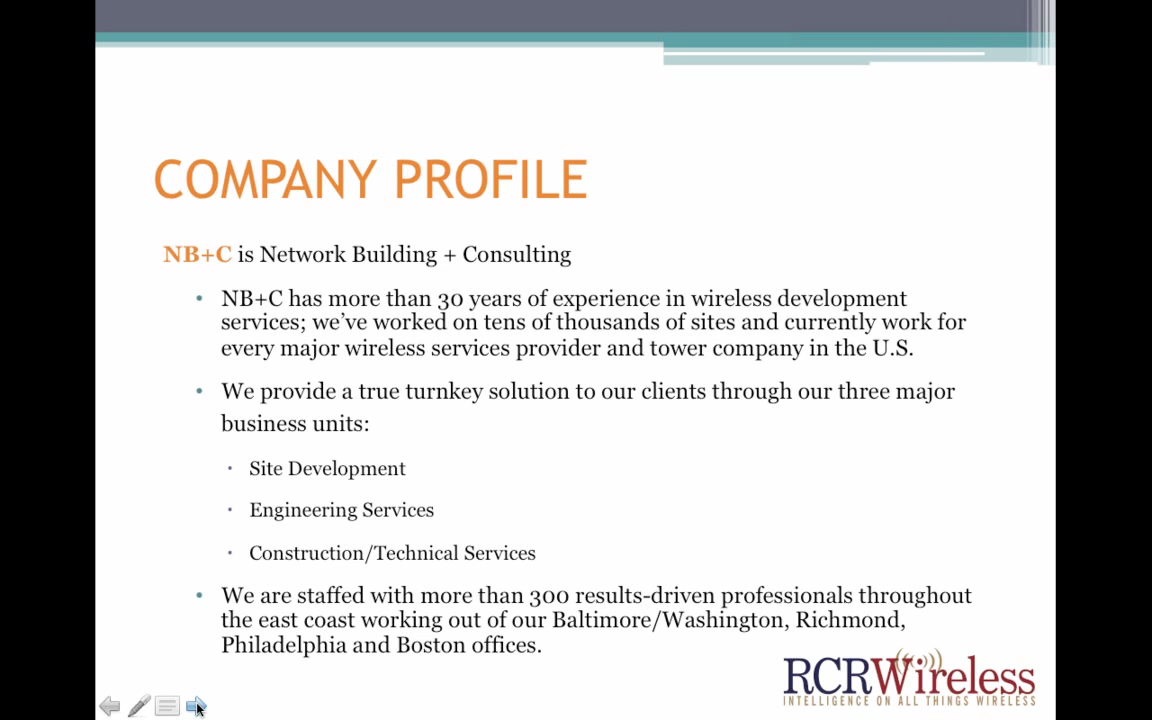 COMPANY PROFILE
NB+C is Network Building + Consulting
• NB+C has more than 30 years of experience in wireless development
services; we’ve worked on tens of thousands of sites and currently work for
every major wireless services provider and tower company in the U.S.
• We provide a true turnkey solution to our clients through our three major
business units:
▪ Site Development
▪ Engineering Services
▪ Construction/Technical Services
• We are staffed with more than 300 results-driven professionals throughout
the east coast working out of our Baltimore/Washington, Richmond,
Philadelphia and Boston offices.
RCRWireless
INTELLIGENCE ON ALL THINGS WIRELESS